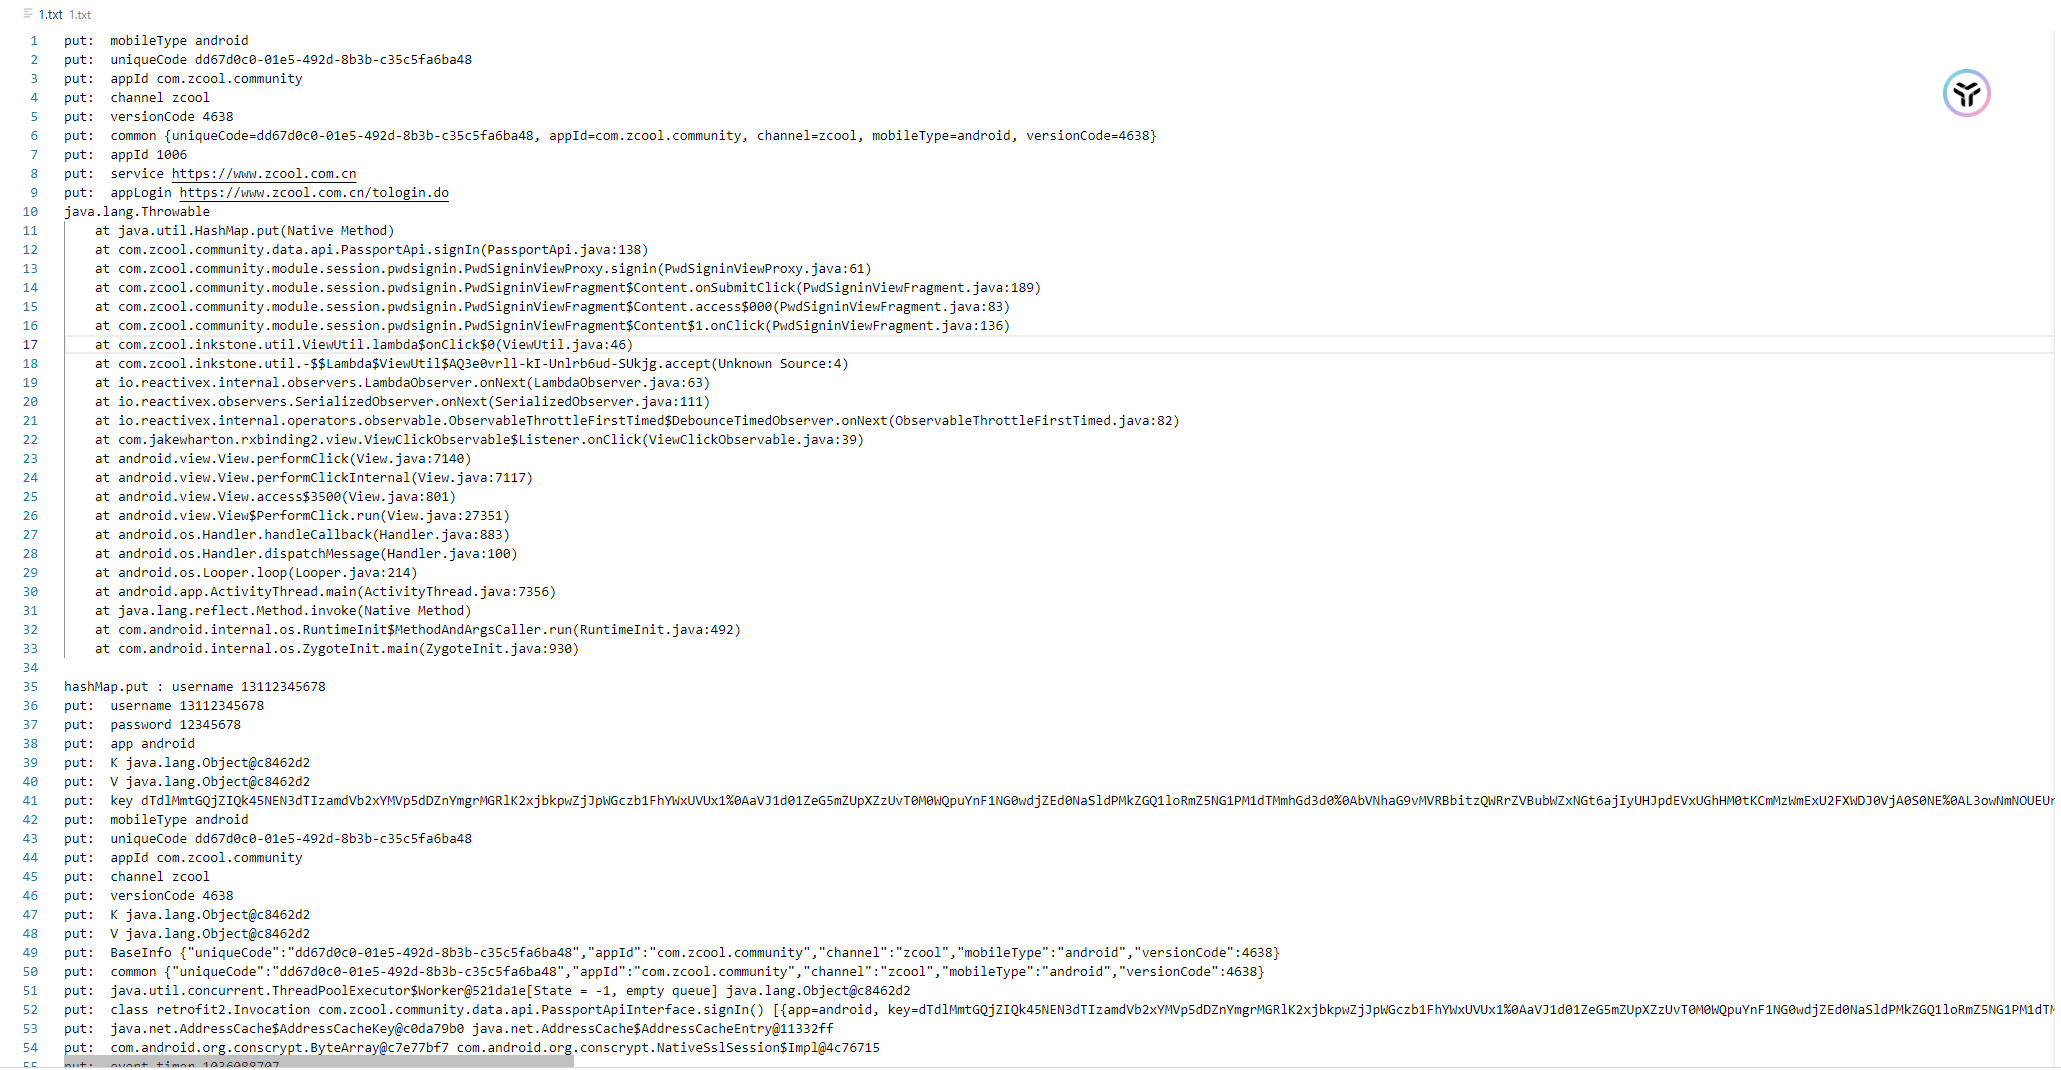 1.txt 1.txt
1 put:  mobileType android
2 put:  uniqueCode dd67d0c0-01e5-492d-8b3b-c35c5fa6ba48
3 put:  appId com.zcool.community
4 put:  channel zcool
5 put:  versionCode 4638
6 put:  common {uniqueCode=dd67d0c0-01e5-492d-8b3b-c35c5fa6ba48, appId=com.zcool.community, channel=zcool, mobileType=android, versionCode=4638}
7 put:  appId 1006
8 put:  service https://www.zcool.com.cn
9 put:  appLogin https://www.zcool.com.cn/tologin.do
10 java.lang.Throwable
11     at java.util.HashMap.put(Native Method)
12     at com.zcool.community.data.api.PassportApi.signIn(PassportApi.java:138)
13     at com.zcool.community.module.session.pwdsignin.PwdSigninViewProxy.signin(PwdSigninViewProxy.java:61)
14     at com.zcool.community.module.session.pwdsignin.PwdSigninViewFragment$Content.onSubmitClick(PwdSigninViewFragment.java:189)
15     at com.zcool.community.module.session.pwdsignin.PwdSigninViewFragment$Content.access$000(PwdSigninViewFragment.java:83)
16     at com.zcool.community.module.session.pwdsignin.PwdSigninViewFragment$Content$1.onClick(PwdSigninViewFragment.java:136)
17     at com.zcool.inkstone.util.ViewUtil.lambda$onClick$0(ViewUtil.java:46)
18     at com.zcool.inkstone.util.-$$Lambda$ViewUtil$AQ3e0vrll-kI-Unlrb6ud-SUkjg.accept(Unknown Source:4)
19     at io.reactivex.internal.observers.LambdaObserver.onNext(LambdaObserver.java:63)
20     at io.reactivex.observers.SerializedObserver.onNext(SerializedObserver.java:111)
21     at io.reactivex.internal.operators.observable.ObservableThrottleFirstTimed$DebounceTimedObserver.onNext(ObservableThrottleFirstTimed.java:82)
22     at com.jakewharton.rxbinding2.view.ViewClickObservable$Listener.onClick(ViewClickObservable.java:39)
23     at android.view.View.performClick(View.java:7140)
24     at android.view.View.performClickInternal(View.java:7117)
25     at android.view.View.access$3500(View.java:801)
26     at android.view.View$PerformClick.run(View.java:27351)
27     at android.os.Handler.handleCallback(Handler.java:883)
28     at android.os.Handler.dispatchMessage(Handler.java:100)
29     at android.os.Looper.loop(Looper.java:214)
30     at android.app.ActivityThread.main(ActivityThread.java:7356)
31     at java.lang.reflect.Method.invoke(Native Method)
32     at com.android.internal.os.RuntimeInit$MethodAndArgsCaller.run(RuntimeInit.java:492)
33     at com.android.internal.os.ZygoteInit.main(ZygoteInit.java:930)
34
35 hashMap.put : username 13112345678
36 put:  username 13112345678
37 put:  password 12345678
38 put:  app android
39 put:  K java.lang.Object@c8462d2
40 put:  V java.lang.Object@c8462d2
41 put:  key dTdlMmtGQjZIQk45NEN3dTIzamdVb2xYMVp5dDZnYmgrMGRlK2xjbkpwZjJpWGczb1FhYWxUVUx1%0AaVJ1d01ZeG5mZUpXZzUvT0M0WQpuYnF1NG0wdjZEd0NaSldPMkZGQ1loRmZ5NG1PM1dTMmhGd3d0%0AbVNhaG9vMVRBbitzQWRrZVBubWZxNGt6ajIyUHJpdEVxUGhHM0tKCmMzWmExU2FXWDJ0VjA0S0NE%0AL3owNmNOUEUr
42 put:  mobileType android
43 put:  uniqueCode dd67d0c0-01e5-492d-8b3b-c35c5fa6ba48
44 put:  appId com.zcool.community
45 put:  channel zcool
46 put:  versionCode 4638
47 put:  K java.lang.Object@c8462d2
48 put:  V java.lang.Object@c8462d2
49 put:  BaseInfo {"uniqueCode":"dd67d0c0-01e5-492d-8b3b-c35c5fa6ba48","appId":"com.zcool.community","channel":"zcool","mobileType":"android","versionCode":4638}
50 put:  common {"uniqueCode":"dd67d0c0-01e5-492d-8b3b-c35c5fa6ba48","appId":"com.zcool.community","channel":"zcool","mobileType":"android","versionCode":4638}
51 put:  java.util.concurrent.ThreadPoolExecutor$Worker@521da1e[State = -1, empty queue] java.lang.Object@c8462d2
52 put:  class retrofit2.Invocation com.zcool.community.data.api.PassportApiInterface.signIn() [{app=android, key=dTdlMmtGQjZIQk45NEN3dTIzamdVb2xYMVp5dDZnYmgrMGRlK2xjbkpwZjJpWGczb1FhYWxUVUx1%0AaVJ1d01ZeG5mZUpXZzUvT0M0WQpuYnF1NG0wdjZEd0NaSldPMkZGQ1loRmZ5NG1PM1dTM
53 put:  java.net.AddressCache$AddressCacheKey@c0da79b0 java.net.AddressCache$AddressCacheEntry@11332ff
54 put:  com.android.org.conscrypt.ByteArray@c7e77bf7 com.android.org.conscrypt.NativeSslSession$Impl@4c76715
55 put:  event_timer 1036088707